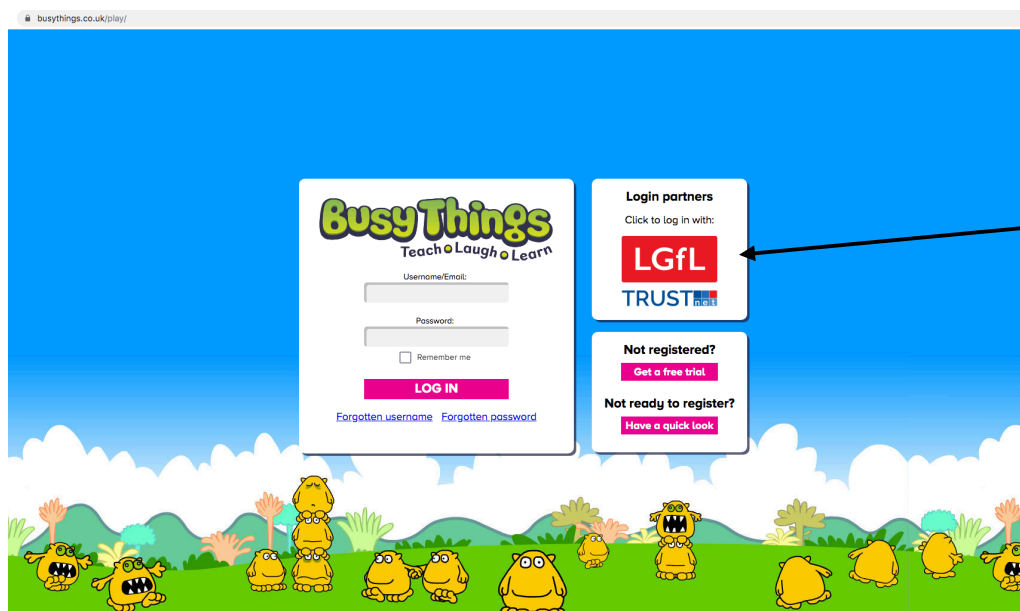 busythings.co.uk/play/
Busy Things
Teach Laugh Learn
Username/Email:
Password:
Remember me
LOG IN
Forgotten username Forgotten password
Login partners
Click to log in with:
LGfL
TRUSTnet
Not registered?
Get a free trial
Not ready to register?
Have a quick look